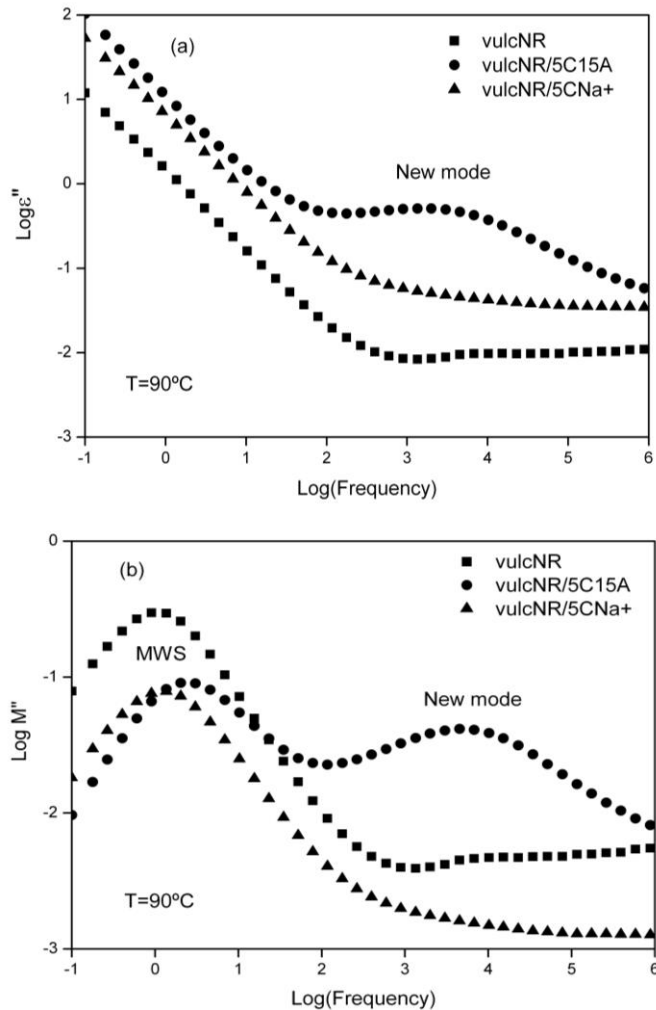 (a)
vulcNR
vulcNR/5C15A
vulcNR/5CNa+
New mode
T=90ºC
Logε"
2
1
0
-1
-2
-3
-1 0 1 2 3 4 5 6
Log(Frequency)
(b)
vulcNR
vulcNR/5C15A
vulcNR/5CNa+
MWS
New mode
T=90ºC
Log M"
0
-1
-2
-3
-1 0 1 2 3 4 5 6
Log(Frequency)